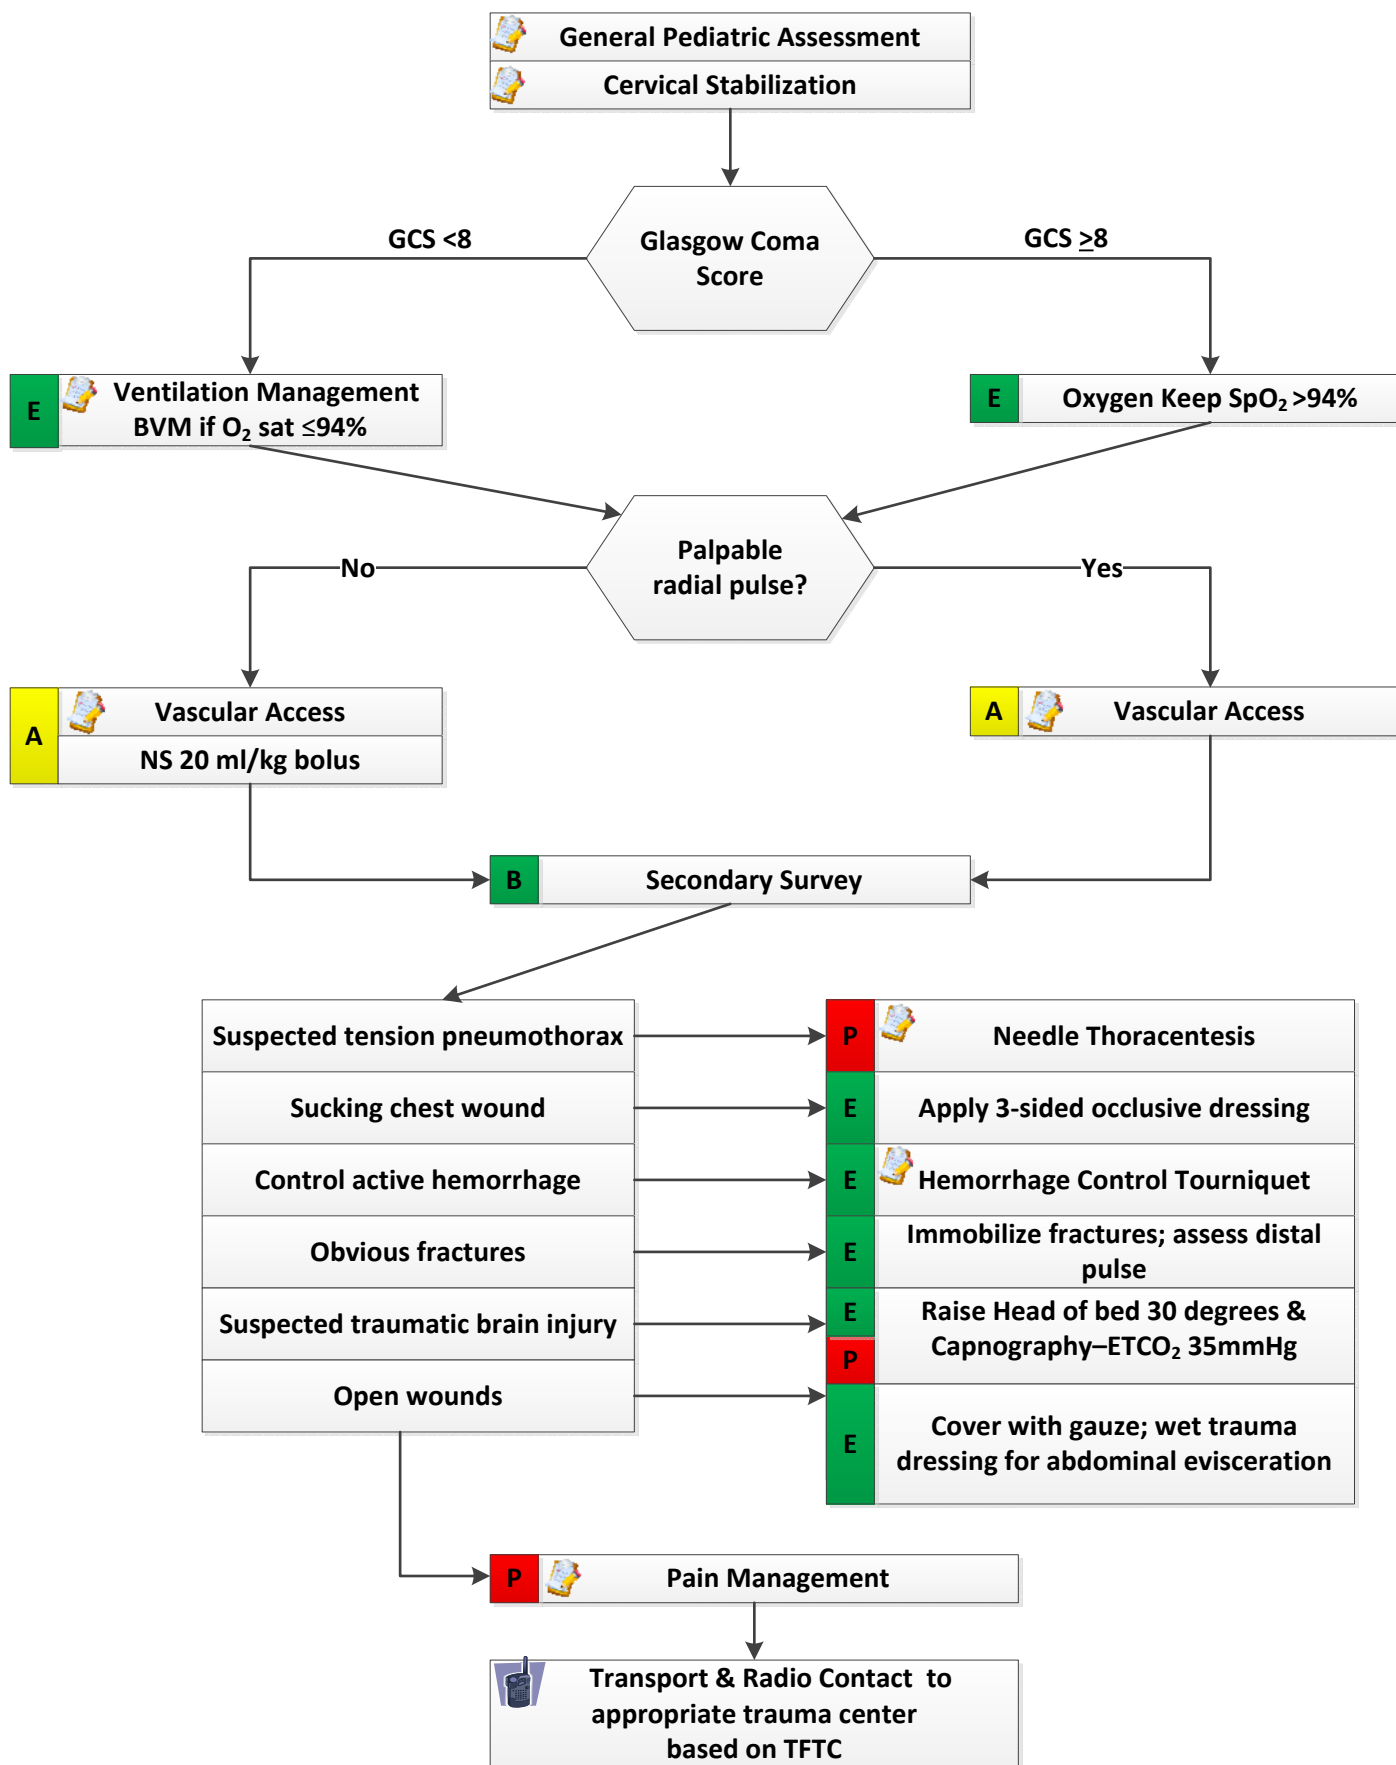 General Pediatric Assessment
Cervical Stabilization
GCS <8
Glasgow Coma
Score
GCS ≥8
E
Ventilation Management
BVM if O₂ sat ≤94%
E
Oxygen Keep SpO₂ >94%
Palpable
radial pulse?
No
Yes
A
Vascular Access
NS 20 ml/kg bolus
A
Vascular Access
B
Secondary Survey
Suspected tension pneumothorax
P
Needle Thoracentesis
Sucking chest wound
E
Apply 3-sided occlusive dressing
Control active hemorrhage
E
Hemorrhage Control Tourniquet
Obvious fractures
E
Immobilize fractures; assess distal
pulse
Suspected traumatic brain injury
E
P
Raise Head of bed 30 degrees &
Capnography–ETCO₂ 35mmHg
Open wounds
E
Cover with gauze; wet trauma
dressing for abdominal evisceration
P
Pain Management
Transport & Radio Contact to
appropriate trauma center
based on TFTC